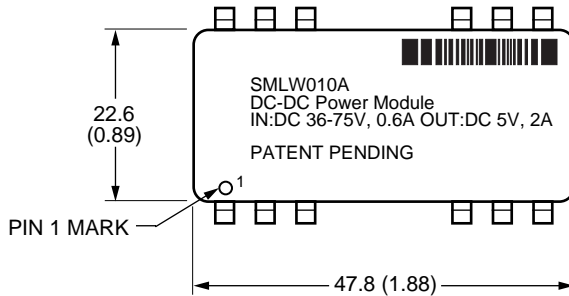 SMLW010A
DC-DC Power Module
IN:DC 36-75V, 0.6A OUT:DC 5V, 2A
PATENT PENDING
22.6
(0.89)
1
PIN 1 MARK
47.8 (1.88)